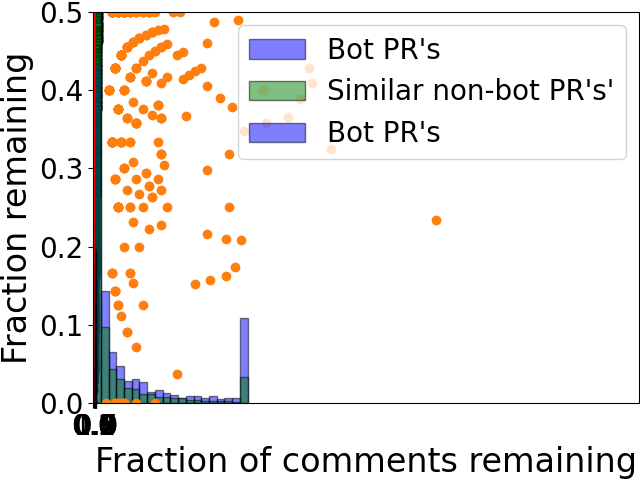 Fraction remaining
0.5
0.4
0.3
0.2
0.1
0.0
Bot PR's
Similar non-bot PR's'
Bot PR's
Fraction of comments remaining